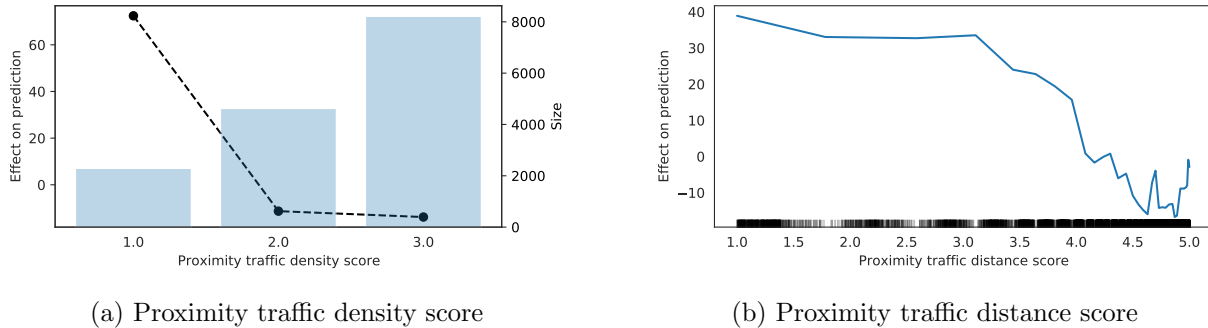 60
40
20
0
Effect on prediction
8000
6000
4000
2000
0
Size
1.0 2.0 3.0
Proximity traffic density score
(a) Proximity traffic density score
40
30
20
10
0
−10
Effect on prediction
1.0 1.5 2.0 2.5 3.0 3.5 4.0 4.5 5.0
Proximity traffic distance score
(b) Proximity traffic distance score